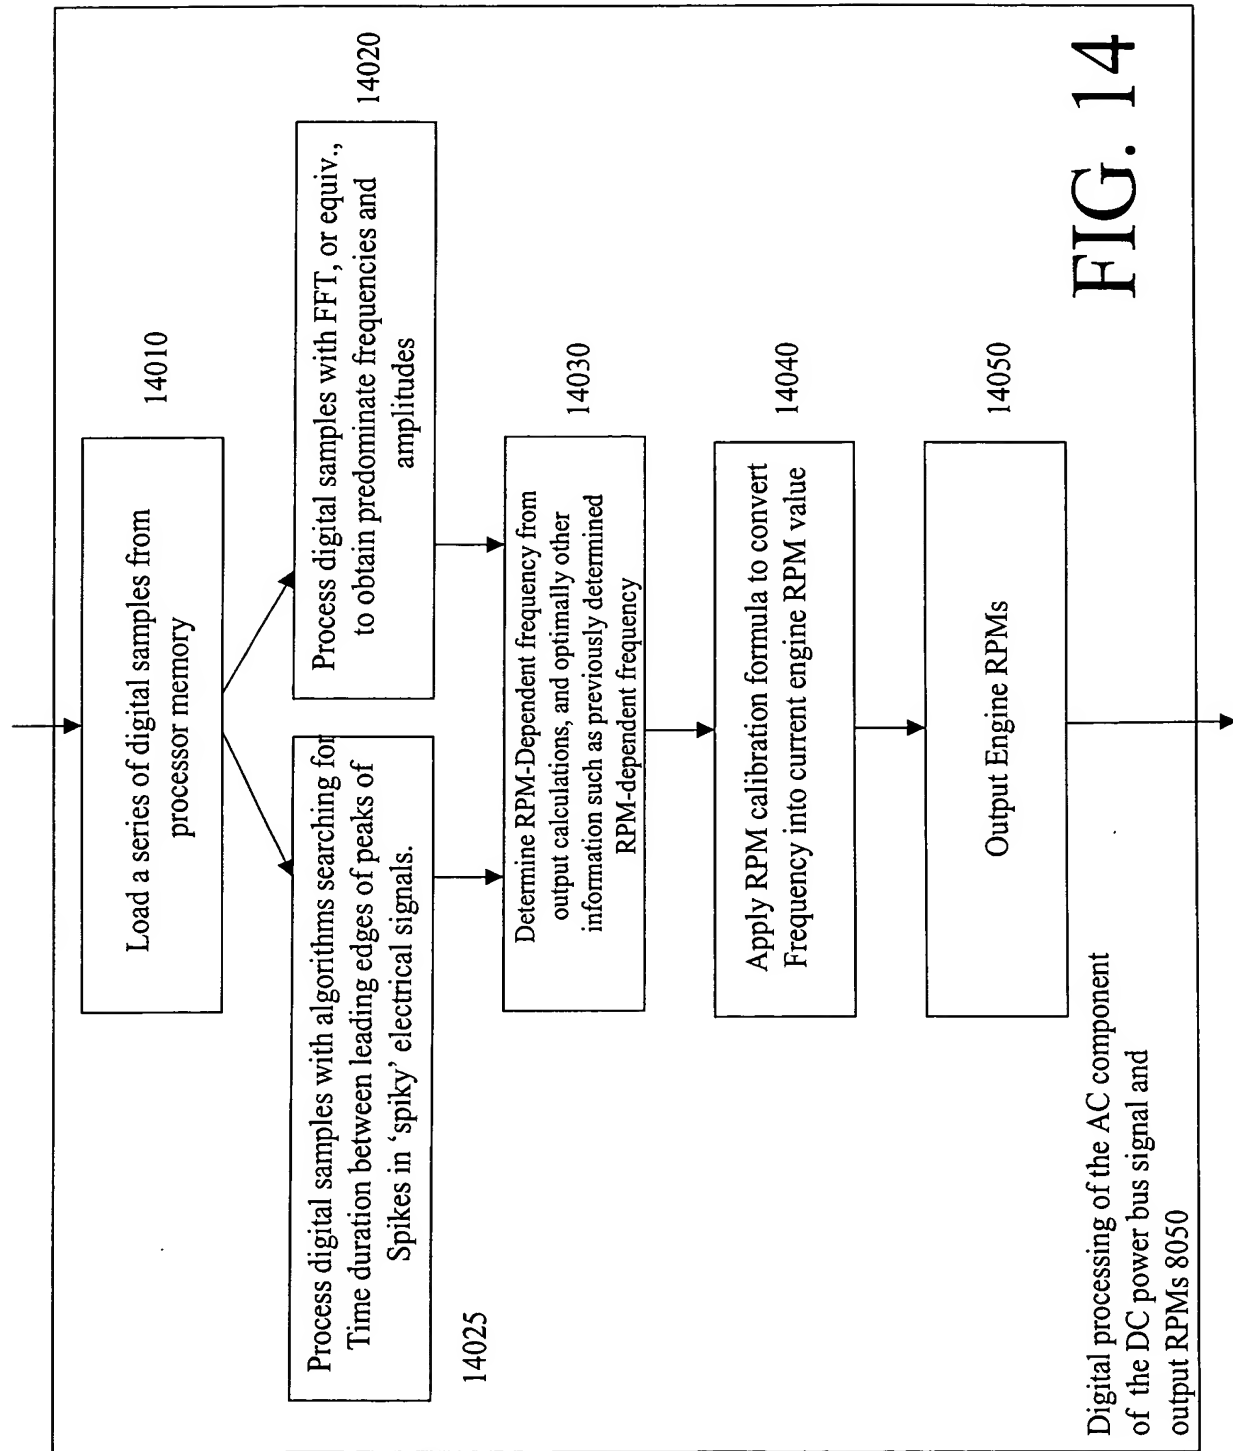 14010
Load a series of digital samples from
processor memory
14020
Process digital samples with FFT, or equiv.,
to obtain predominate frequencies and
amplitudes
Process digital samples with algorithms searching for
Time duration between leading edges of peaks of
Spikes in ‘spiky’ electrical signals.
14025
14030
Determine RPM-Dependent frequency from
output calculations, and optimally other
information such as previously determined
RPM-dependent frequency
14040
Apply RPM calibration formula to convert
Frequency into current engine RPM value
14050
Output Engine RPMs
Digital processing of the AC component
of the DC power bus signal and
output RPMs 8050
FIG. 14